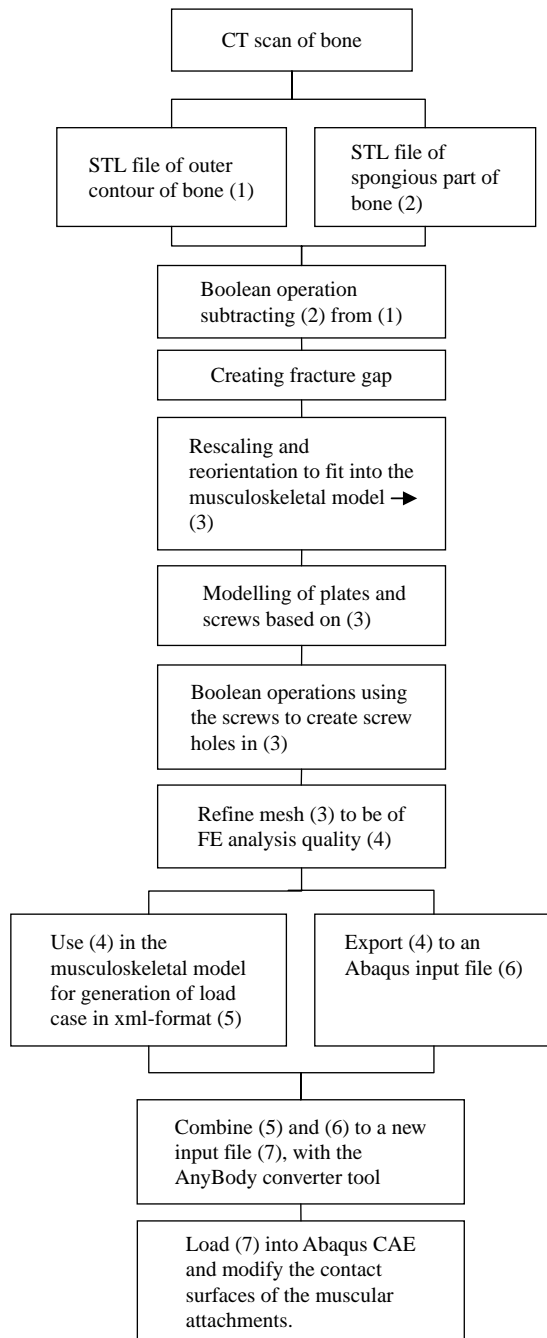 CT scan of bone
STL file of outer
contour of bone (1)
STL file of
spongious part of
bone (2)
Boolean operation
subtracting (2) from (1)
Creating fracture gap
Rescaling and
reorientation to fit into the
musculoskeletal model →
(3)
Modelling of plates and
screws based on (3)
Boolean operations using
the screws to create screw
holes in (3)
Refine mesh (3) to be of
FE analysis quality (4)
Use (4) in the
musculoskeletal model
for generation of load
case in xml-format (5)
Export (4) to an
Abaqus input file (6)
Combine (5) and (6) to a new
input file (7), with the
AnyBody converter tool
Load (7) into Abaqus CAE
and modify the contact
surfaces of the muscular
attachments.